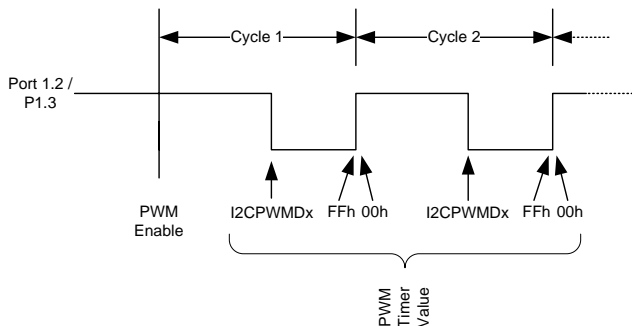 Cycle 1
Cycle 2
Port 1.2 /
P1.3
PWM
Enable
I2CPWMDx
FFh 00h
I2CPWMDx
FFh 00h
PWM
Timer
Value